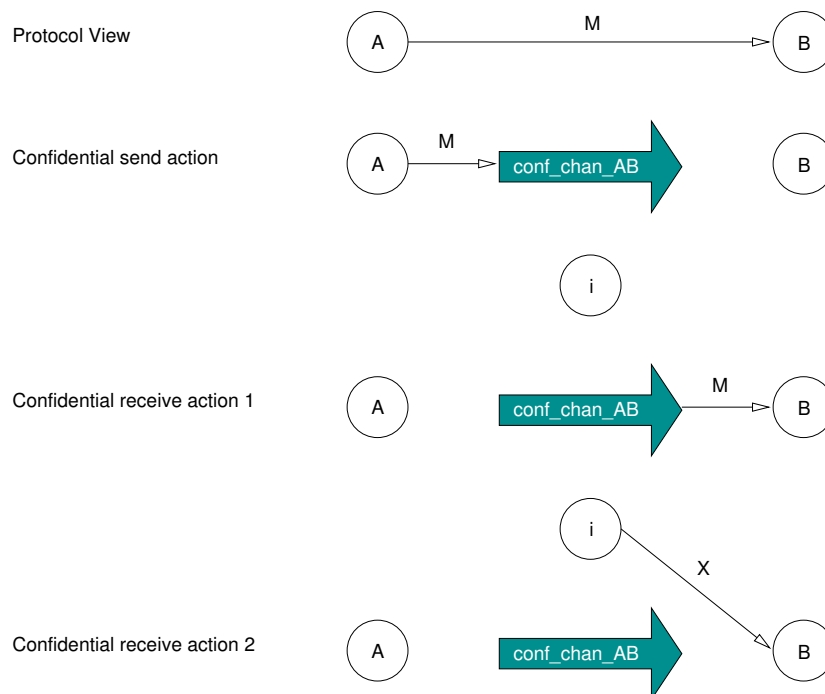 Protocol View
A
M
B
Confidential send action
A
M
conf_chan_AB
B
i
Confidential receive action 1
A
conf_chan_AB
M
B
i
X
Confidential receive action 2
A
conf_chan_AB
B